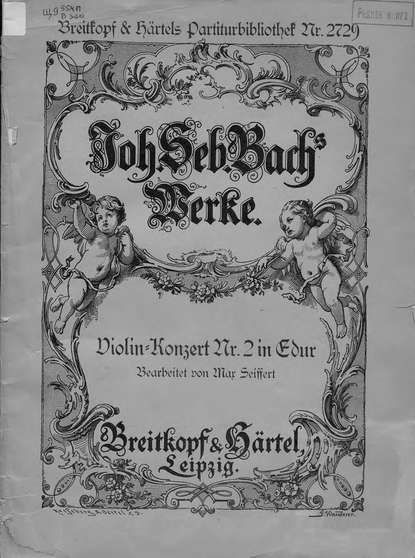 Breitkopf & Härtels Partiturbibliothek Nr. 2729
Joh. Seb. Bach's
Werke.
Violin-Konzert Nr. 2 in Edur
Bearbeitet von Max Seiffert
Breitkopf & Härtel,
Leipzig.